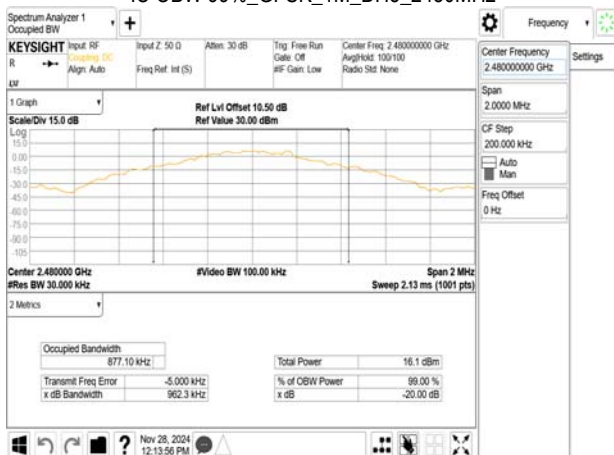 Spectrum Analyzer 1
Occupied BW
Frequency
KEYSIGHT
Input: RF
Coupling: DC
Align: Auto
Input Z: 50 Ω
Freq Ref: Int (S)
Atten: 30 dB
Trig: Free Run
Gate: Off
#IF Gain: Low
Center Freq: 2.480000000 GHz
Avg|Hold: 100/100
Radio Std: None
R
LXI
Center Frequency
2.480000000 GHz
Settings
Span
2.0000 MHz
CF Step
200.000 kHz
Auto
Man
Freq Offset
0 Hz
1 Graph
Scale/Div 15.0 dB
Ref Lvl Offset 10.50 dB
Ref Value 30.00 dBm
Log
15.0
0.00
-15.0
-30.0
-45.0
-60.0
-75.0
-90.0
-105
Center 2.480000 GHz
#Video BW 100.00 kHz
Span 2 MHz
#Res BW 30.000 kHz
Sweep 2.13 ms (1001 pts)
2 Metrics
Occupied Bandwidth
877.10 kHz
Total Power 16.1 dBm
Transmit Freq Error -5.000 kHz
% of OBW Power 99.00 %
x dB Bandwidth 962.3 kHz
x dB -20.00 dB
Nov 28, 2024
12:13:56 PM